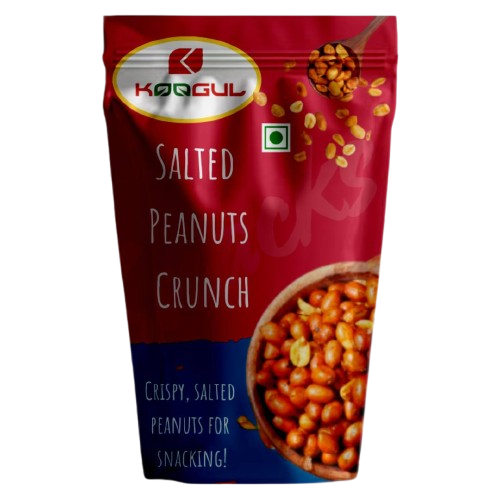 KOOGUL
SALTED
PEANUTS
CRUNCH
CRISPY, SALTED
PEANUTS FOR
SNACKING!